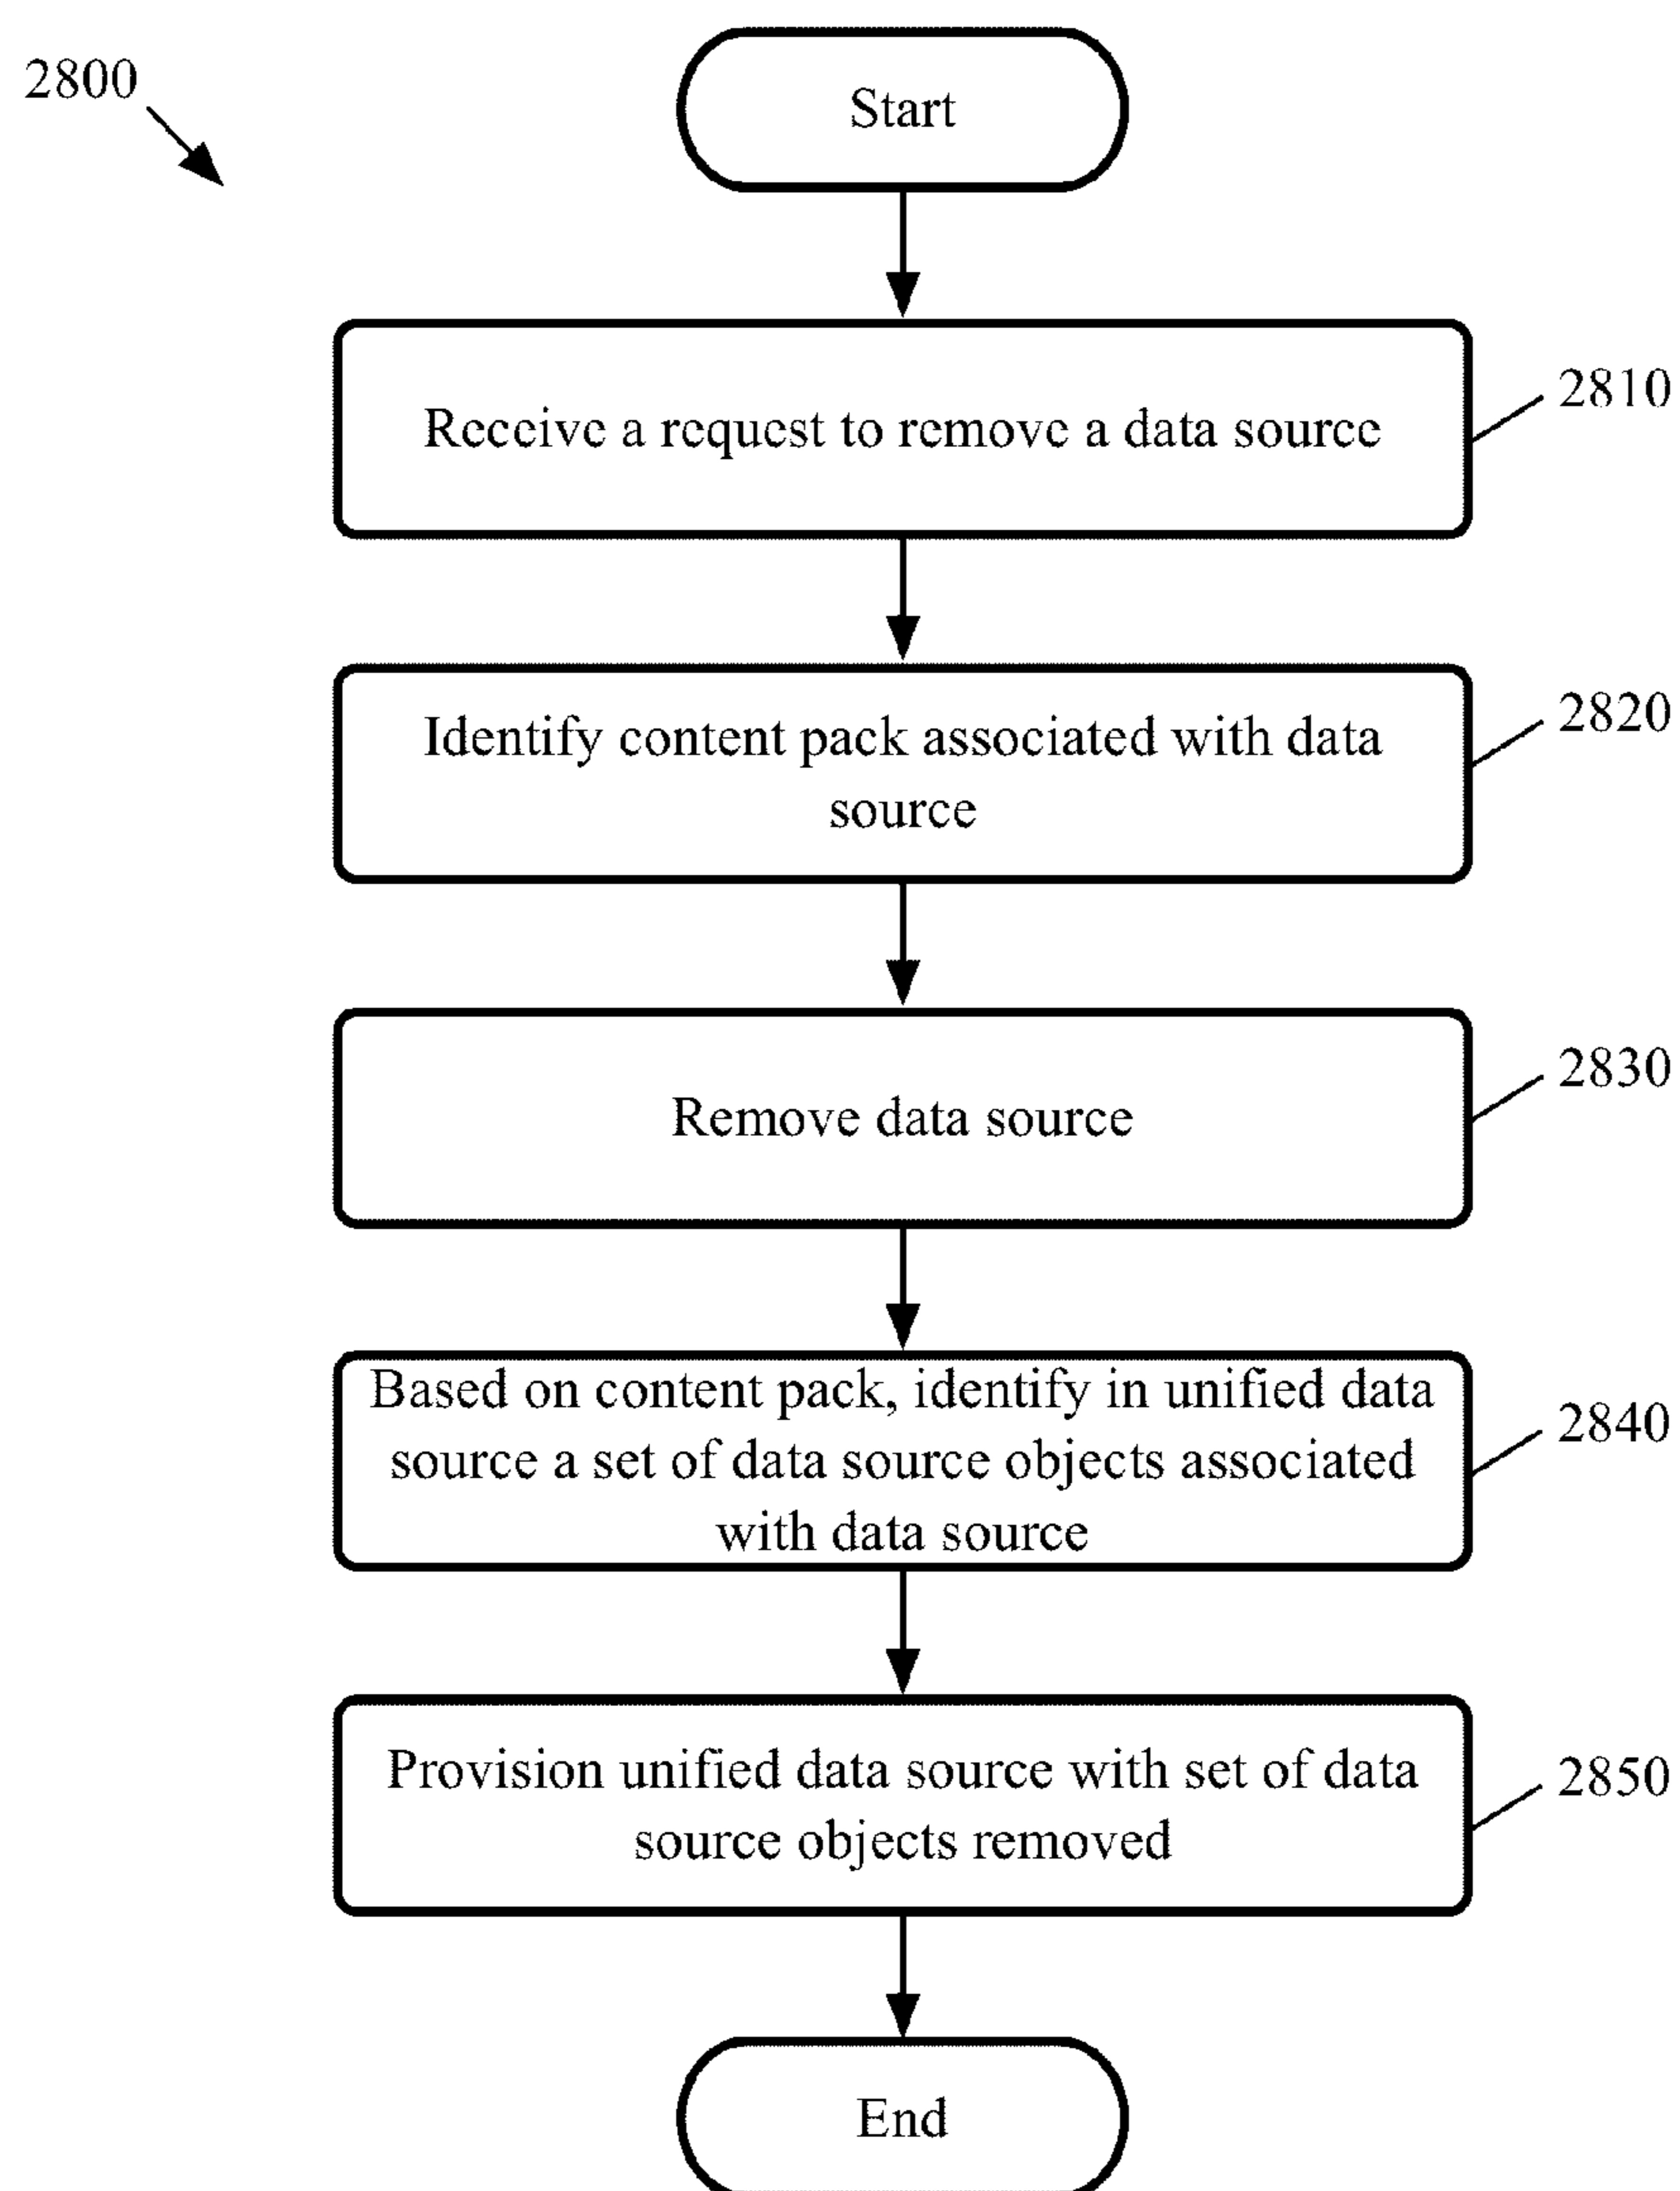 2800
Start
Receive a request to remove a data source
2810
Identify content pack associated with data
source
2820
Remove data source
2830
Based on content pack, identify in unified data
source a set of data source objects associated
with data source
2840
Provision unified data source with set of data
source objects removed
2850
End